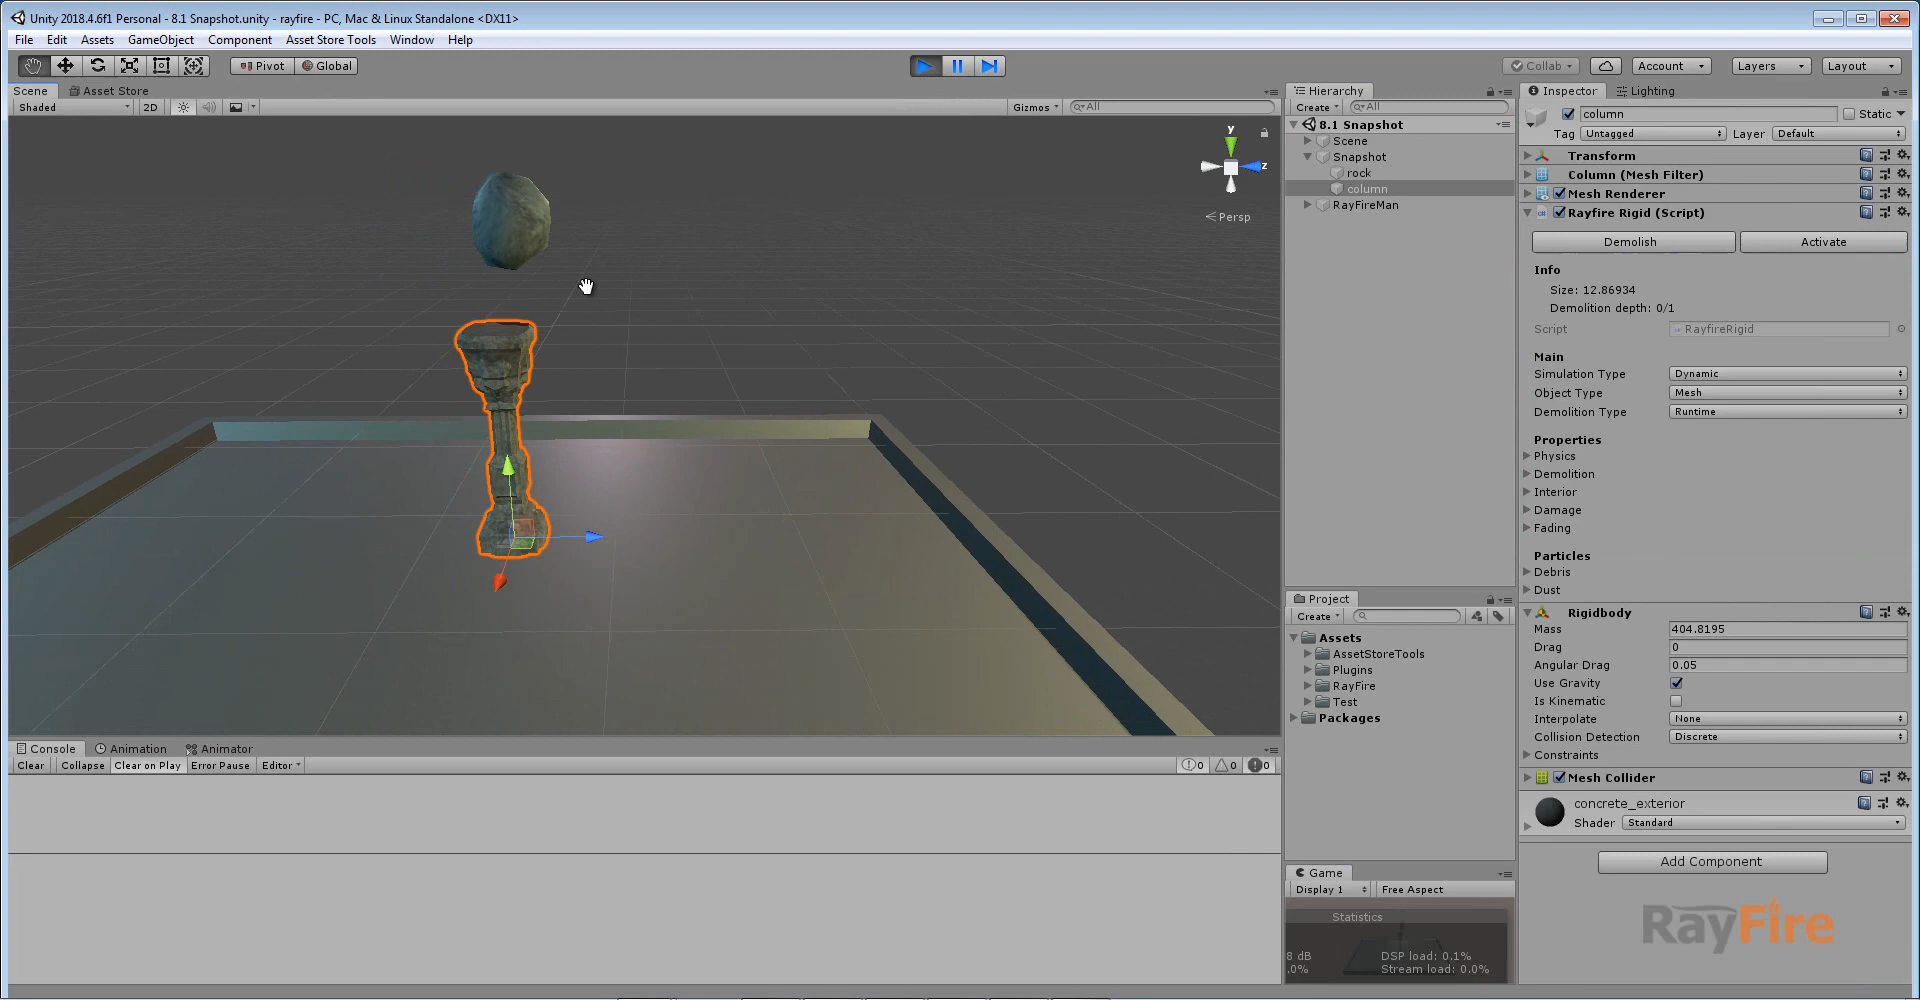 Unity 2018.4.6f1 Personal - 8.1 Snapshot.unity - rayfire - PC, Mac & Linux Standalone <DX11>
File Edit Assets GameObject Component Asset Store Tools Window Help
Pivot Global Collab Account Layers Layout
Scene Asset Store
Shaded 2D Gizmos All
y
z
Persp
Hierarchy
Create All
8.1 Snapshot
Scene
Snapshot
rock
column
RayFireMan
Project
Create
Assets
AssetStoreTools
Plugins
RayFire
Test
Packages
Game
Display 1 Free Aspect
Statistics
8 dB DSP load: 0.1%
.0% Stream load: 0.0%
Inspector Lighting
column Static
Tag Untagged Layer Default
Transform
Column (Mesh Filter)
Mesh Renderer
Rayfire Rigid (Script)
Demolish Activate
Info
Size: 12.86934
Demolition depth: 0/1
Script RayfireRigid
Main
Simulation Type Dynamic
Object Type Mesh
Demolition Type Runtime
Properties
Physics
Demolition
Interior
Damage
Fading
Particles
Debris
Dust
Rigidbody
Mass 404.8195
Drag 0
Angular Drag 0.05
Use Gravity
Is Kinematic
Interpolate None
Collision Detection Discrete
Constraints
Mesh Collider
concrete_exterior
Shader Standard
Add Component
RayFire
Console Animation Animator
Clear Collapse Clear on Play Error Pause Editor 0 0 0